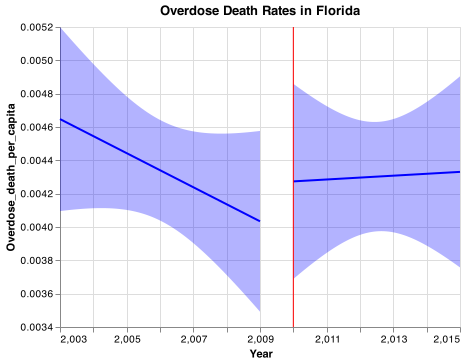 Overdose Death Rates in Florida
0.0052
0.0050
0.0048
0.0046
0.0044
0.0042
0.0040
0.0038
0.0036
0.0034
Overdose_death_per_capita
2,003 2,005 2,007 2,009 2,011 2,013 2,015
Year